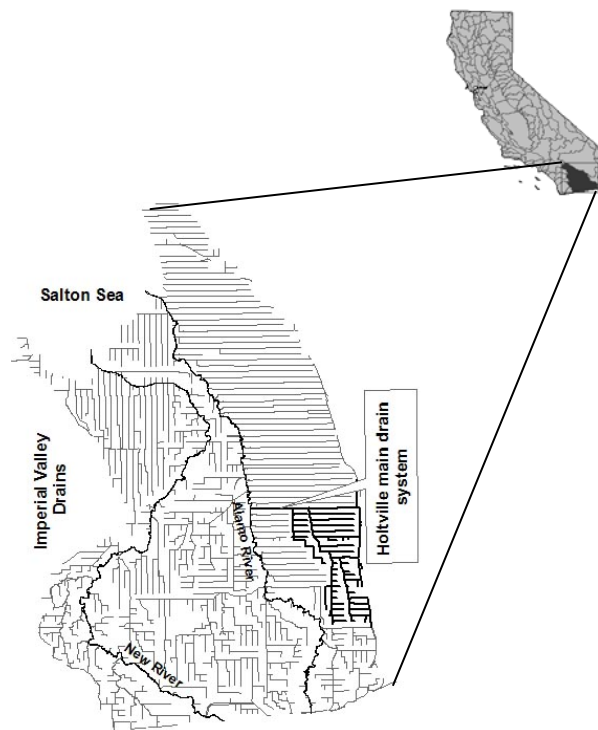 Salton Sea
Imperial Valley
Drains
Alamo River
Holtville main drain
system
New River